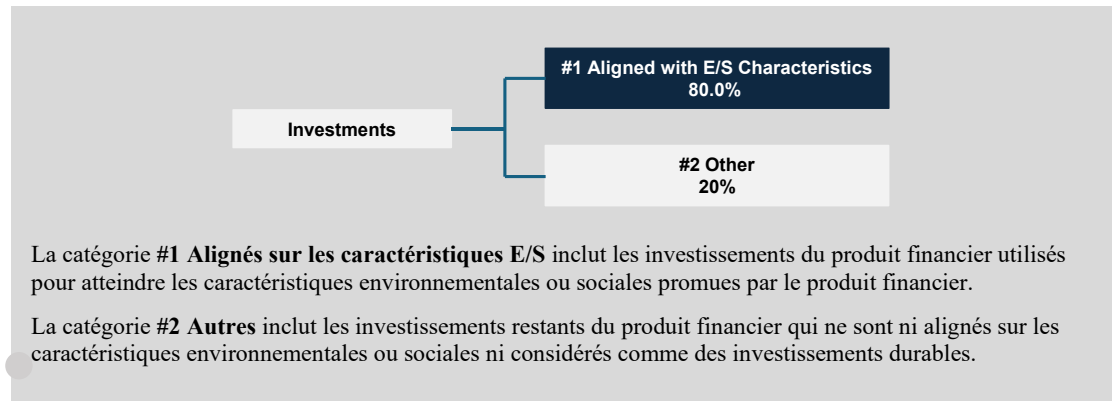 #1 Aligned with E/S Characteristics
80.0%
Investments
#2 Other
20%
La catégorie #1 Alignés sur les caractéristiques E/S inclut les investissements du produit financier utilisés
pour atteindre les caractéristiques environnementales ou sociales promues par le produit financier.
La catégorie #2 Autres inclut les investissements restants du produit financier qui ne sont ni alignés sur les
caractéristiques environnementales ou sociales ni considérés comme des investissements durables.